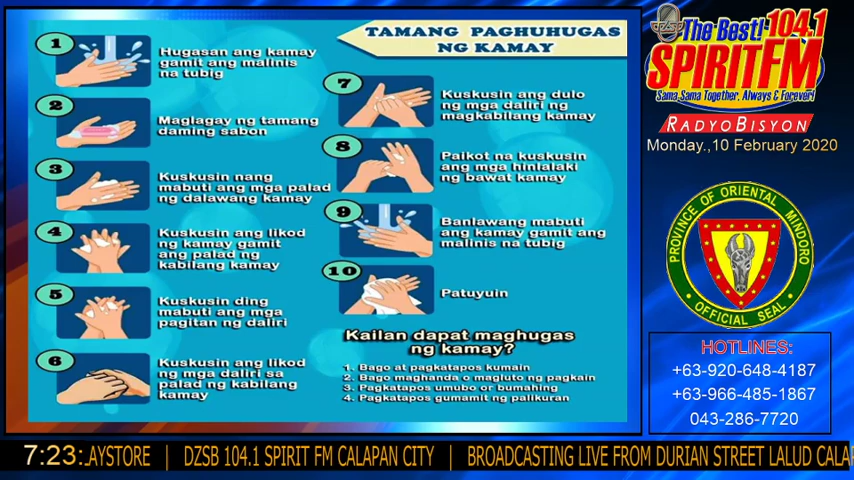 TAMANG PAGHUHUGAS
NG KAMAY
1
Hugasan ang kamay
gamit ang malinis
na tubig
2
Maglagay ng tamang
daming sabon
3
Kuskusin nang
mabuti ang mga palad
ng dalawang kamay
4
Kuskusin ang likod
ng kamay gamit
ang palad ng
kabilang kamay
5
Kuskusin ding
mabuti ang mga
pagitan ng daliri
6
Kuskusin ang likod
ng mga daliri sa
palad ng kabilang
kamay
7
Kuskusin ang dulo
ng mga daliri ng
magkabilang kamay
8
Paikot na kuskusin
ang mga hinlalaki
ng bawat kamay
9
Banlawang mabuti
ang kamay gamit ang
malinis na tubig
10
Patuyuin
Kailan dapat maghugas
ng kamay?
1. Bago at pagkatapos kumain
2. Bago maghanda o magluto ng pagkain
3. Pagkatapos umubo or bumahing
4. Pagkatapos gumamit ng palikuran
The Best! 104.1
SPIRIT FM
Sama, Sama Together, Always & Forever!
RADYOBISYON
Monday.,10 February 2020
PROVINCE OF ORIENTAL MINDORO
OFFICIAL SEAL
HOTLINES:
+63-920-648-4187
+63-966-485-1867
043-286-7720
7:23: AYSTORE | DZSB 104.1 SPIRIT FM CALAPAN CITY | BROADCASTING LIVE FROM DURIAN STREET LALUD CALA